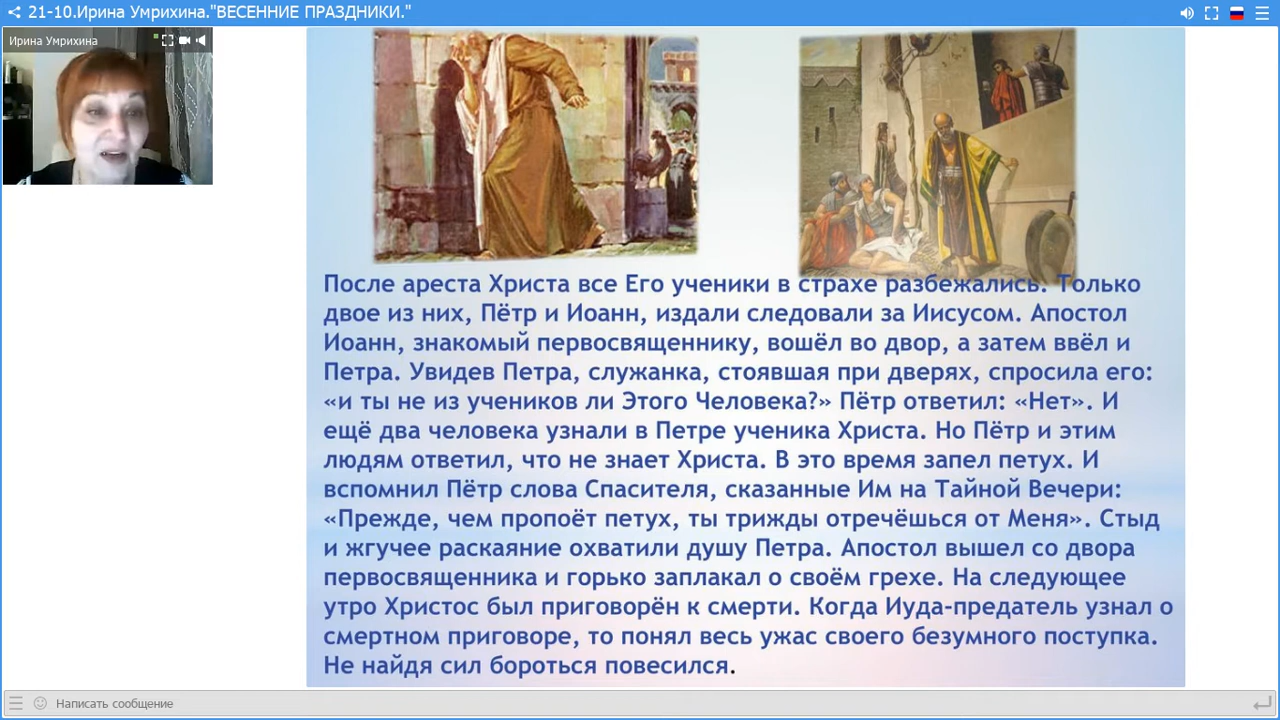 21-10.Ирина Умрихина."ВЕСЕННИЕ ПРАЗДНИКИ."
Ирина Умрихина
После ареста Христа все Его ученики в страхе разбежались. Только
двое из них, Пётр и Иоанн, издали следовали за Иисусом. Апостол
Иоанн, знакомый первосвященнику, вошёл во двор, а затем ввёл и
Петра. Увидев Петра, служанка, стоявшая при дверях, спросила его:
«и ты не из учеников ли Этого Человека?» Пётр ответил: «Нет». И
ещё два человека узнали в Петре ученика Христа. Но Пётр и этим
людям ответил, что не знает Христа. В это время запел петух. И
вспомнил Пётр слова Спасителя, сказанные Им на Тайной Вечери:
«Прежде, чем пропоёт петух, ты трижды отречёшься от Меня». Стыд
и жгучее раскаяние охватили душу Петра. Апостол вышел со двора
первосвященника и горько заплакал о своём грехе. На следующее
утро Христос был приговорён к смерти. Когда Иуда-предатель узнал о
смертном приговоре, то понял весь ужас своего безумного поступка.
Не найдя сил бороться повесился.
Написать сообщение